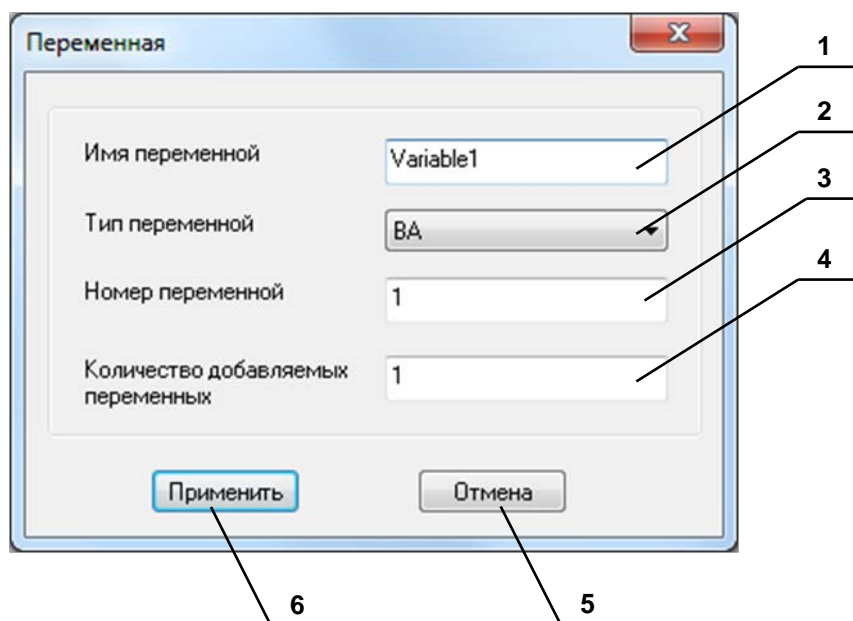 Переменная
1
Имя переменной
Variable1
2
Тип переменной
ВА
3
Номер переменной
1
4
Количество добавляемых
переменных
1
Применить
Отмена
6
5